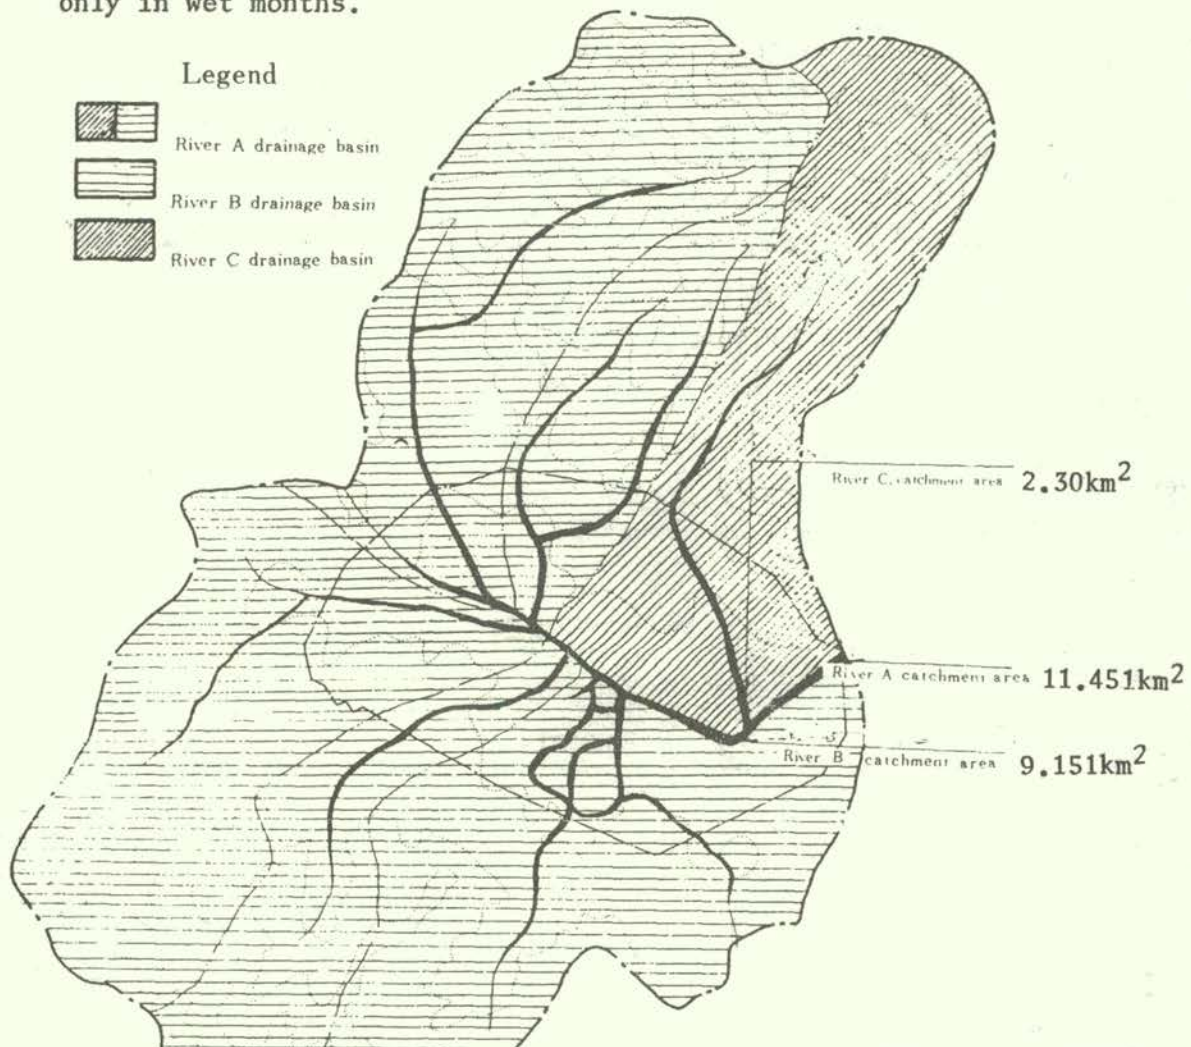 only in wet months.
Legend
River A drainage basin
River B drainage basin
River C drainage basin
River C catchment area 2.30km²
River A catchment area 11.451km²
River B catchment area 9.151km²